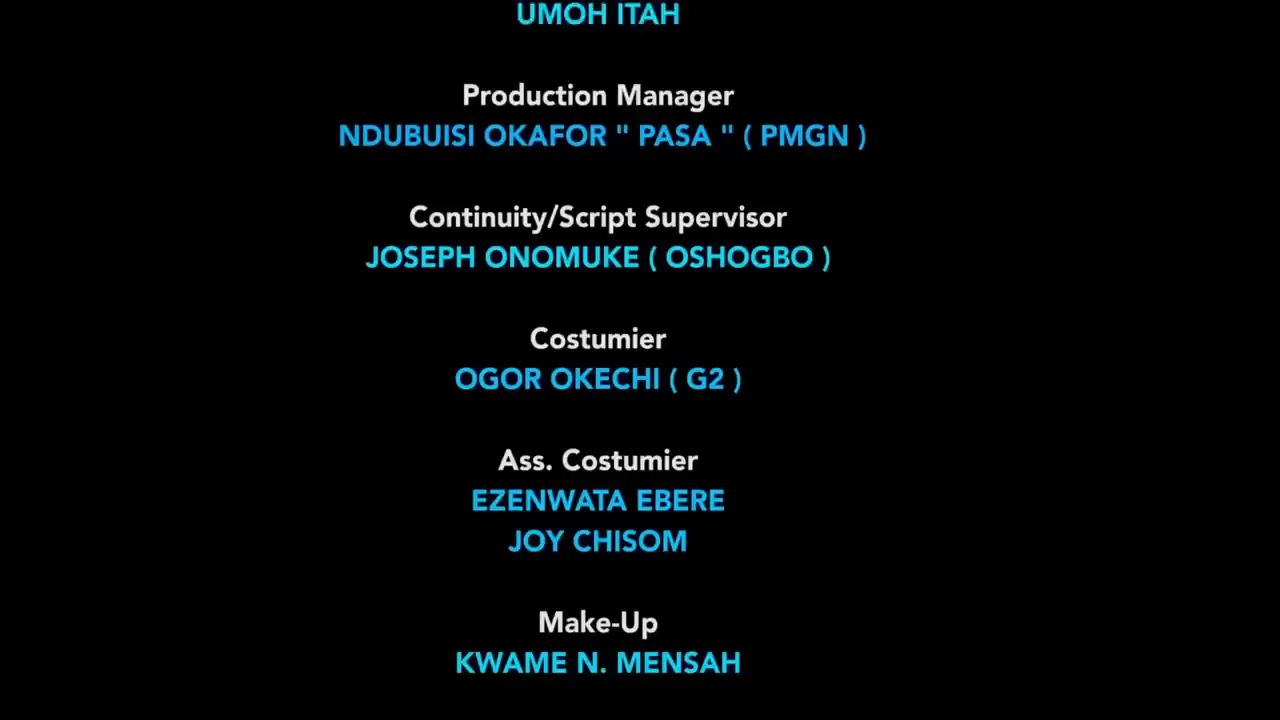 UMOH ITAH
Production Manager
NDUBUISI OKAFOR " PASA " ( PMGN )
Continuity/Script Supervisor
JOSEPH ONOMUKE ( OSHOGBO )
Costumier
OGOR OKECHI ( G2 )
Ass. Costumier
EZENWATA EBERE
JOY CHISOM
Make-Up
KWAME N. MENSAH